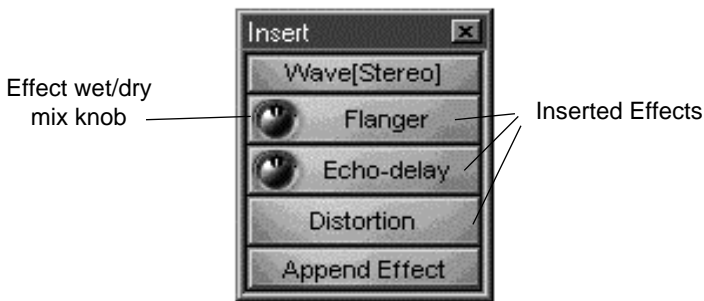 Insert
Wave[Stereo]
Effect wet/dry
mix knob
Flanger
Inserted Effects
Echo-delay
Distortion
Append Effect